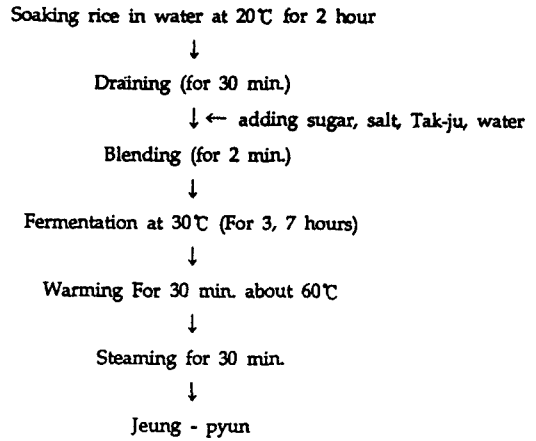 Soaking rice in water at 20℃ for 2 hour
↓
Draining (for 30 min.)
↓ ← adding sugar, salt, Tak-ju, water
Blending (for 2 min.)
↓
Fermentation at 30℃ (For 3, 7 hours)
↓
Warming For 30 min. about 60℃
↓
Steaming for 30 min.
↓
Jeung - pyun